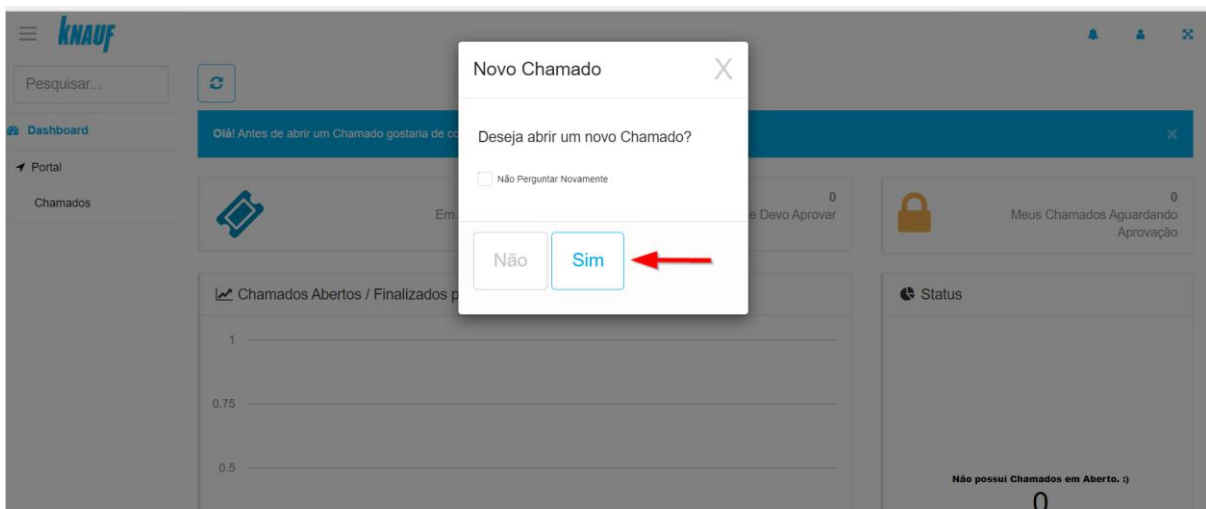 KNAUF
Pesquisar...
Dashboard
Portal
Chamados
Olá! Antes de abrir um Chamado gostaria de
Novo Chamado
X
Deseja abrir um novo Chamado?
Não Perguntar Novamente
Não
Sim
Em
0
e Devo Aprovar
0
Meus Chamados Aguardando
Aprovação
Chamados Abertos / Finalizados p
1
0.75
0.5
Status
Não possui Chamados em Aberto. :)
0